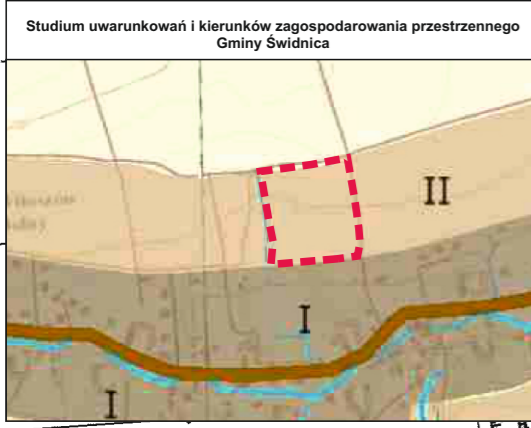 Studium uwarunkowań i kierunków zagospodarowania przestrzennego
Gminy Świdnica
II
I
I